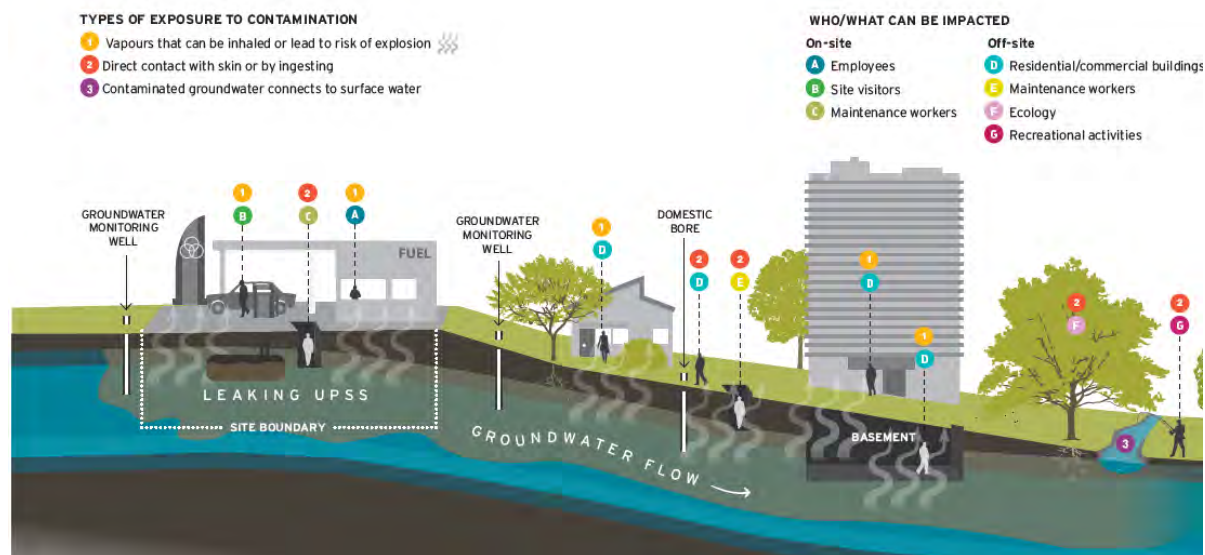 TYPES OF EXPOSURE TO CONTAMINATION
1 Vapours that can be inhaled or lead to risk of explosion
2 Direct contact with skin or by ingesting
3 Contaminated groundwater connects to surface water
WHO/WHAT CAN BE IMPACTED
On-site
A Employees
B Site visitors
C Maintenance workers
Off-site
D Residential/commercial buildings
E Maintenance workers
F Ecology
G Recreational activities
GROUNDWATER
MONITORING
WELL
1
B
2
C
1
A
FUEL
GROUNDWATER
MONITORING
WELL
1
D
DOMESTIC
BORE
2
D
2
E
1
D
1
D
2
F
2
G
LEAKING UPSS
SITE BOUNDARY
GROUNDWATER FLOW
BASEMENT
3